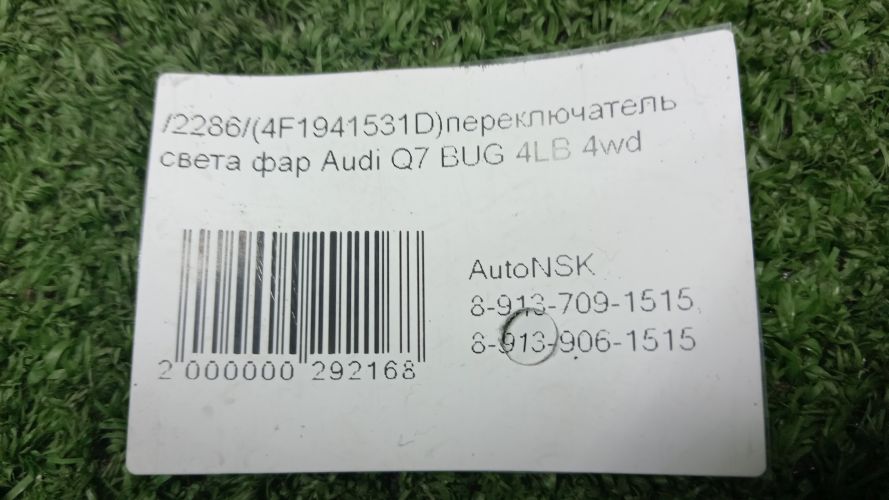 /2286/(4F1941531D)переключатель
света фар Audi Q7 BUG 4LB 4wd
AutoNSK
8-913-709-1515,
8-913-906-1515
2 000000 292168